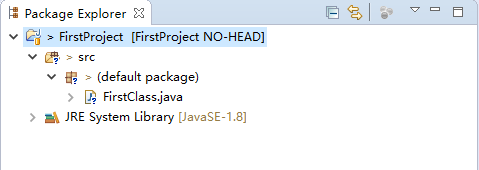 Package Explorer
> FirstProject [FirstProject NO-HEAD]
> src
> (default package)
FirstClass.java
JRE System Library [JavaSE-1.8]